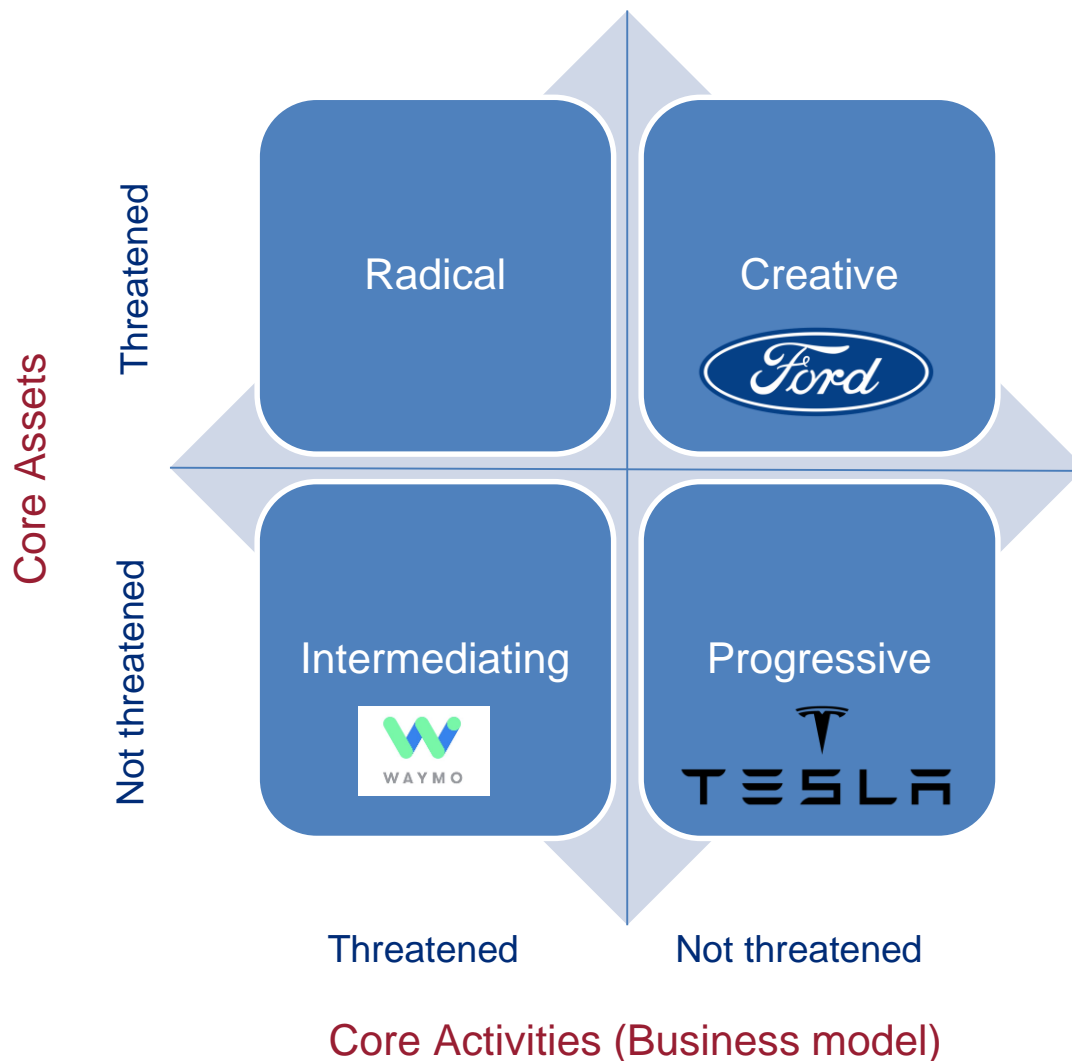 Core Assets
Threatened
Not threatened
Radical
Creative
Ford
Intermediating
WAYMO
Progressive
TESLA
Threatened
Not threatened
Core Activities (Business model)